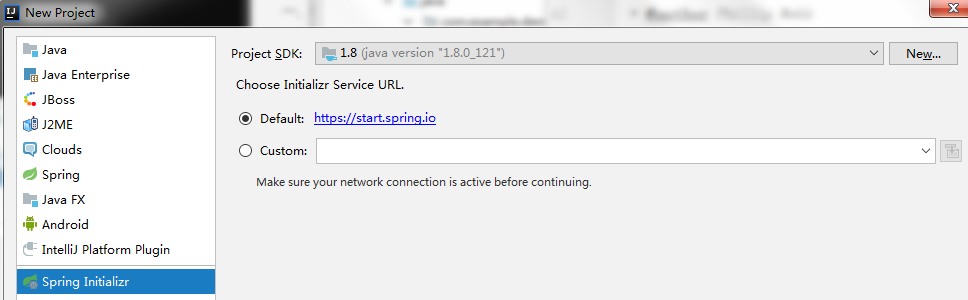 New Project
Java
Java Enterprise
JBoss
J2ME
Clouds
Spring
Java FX
Android
IntelliJ Platform Plugin
Spring Initializr
Project SDK: 1.8 (java version "1.8.0_121") New...
Choose Initializr Service URL.
Default: https://start.spring.io
Custom:
Make sure your network connection is active before continuing.